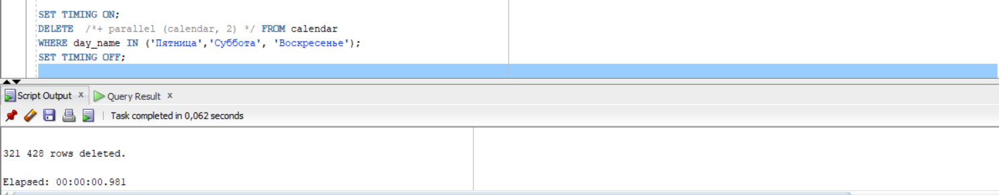 SET TIMING ON;
DELETE  /*+ parallel (calendar, 2) */ FROM calendar
WHERE day_name IN ('Пятница','Суббота', 'Воскресенье');
SET TIMING OFF;
Script Output x Query Result x
Task completed in 0,062 seconds
321 428 rows deleted.
Elapsed: 00:00:00.981